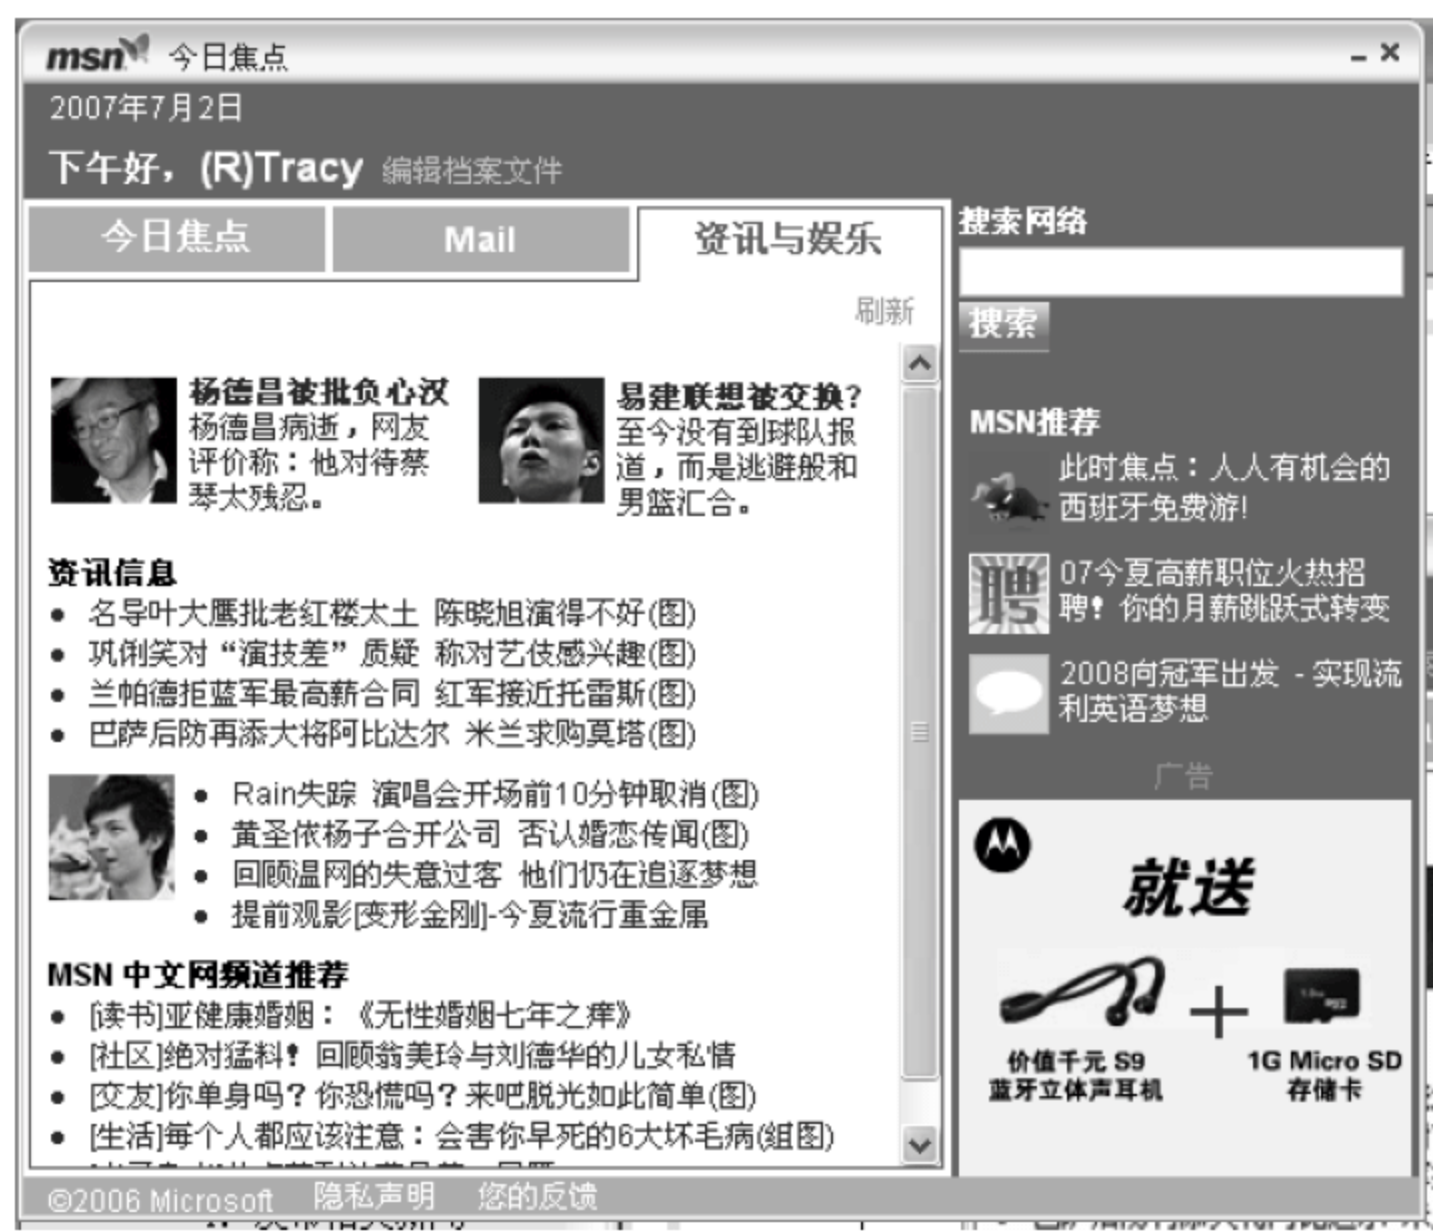 msn 今日焦点
2007年7月2日
下午好，(R)Tracy 编辑档案文件
今日焦点
Mail
资讯与娱乐
刷新
杨德昌被批负心汉
杨德昌病逝，网友
评价称：他对待蔡
琴太残忍。
易建联想被交换？
至今没有到球队报
道，而是逃避般和
男篮汇合。
资讯信息
• 名导叶大鹰批老红楼太土 陈晓旭演得不好(图)
• 巩俐笑对“演技差”质疑 称对艺伎感兴趣(图)
• 兰帕德拒蓝军最高薪合同 红军接近托雷斯(图)
• 巴萨后防再添大将阿比达尔 米兰求购莫塔(图)
• Rain失踪 演唱会开场前10分钟取消(图)
• 黄圣依杨子合开公司 否认婚恋传闻(图)
• 回顾温网的失意过客 他们仍在追逐梦想
• 提前观影[变形金刚]-今夏流行重金属
MSN 中文网频道推荐
• [读书]亚健康婚姻：《无性婚姻七年之痒》
• [社区]绝对猛料！回顾翁美玲与刘德华的儿女私情
• [交友]你单身吗？你恐慌吗？来吧脱光如此简单(图)
• [生活]每个人都应该注意：会害你早死的6大坏毛病(组图)
搜索网络
搜索
MSN推荐
此时焦点：人人有机会的
西班牙免费游!
聘
07今夏高薪职位火热招
聘！你的月薪跳跃式转变
2008向冠军出发 - 实现流
利英语梦想
广告
就送
+
价值千元 S9
蓝牙立体声耳机
1G Micro SD
存储卡
©2006 Microsoft 隐私声明 您的反馈